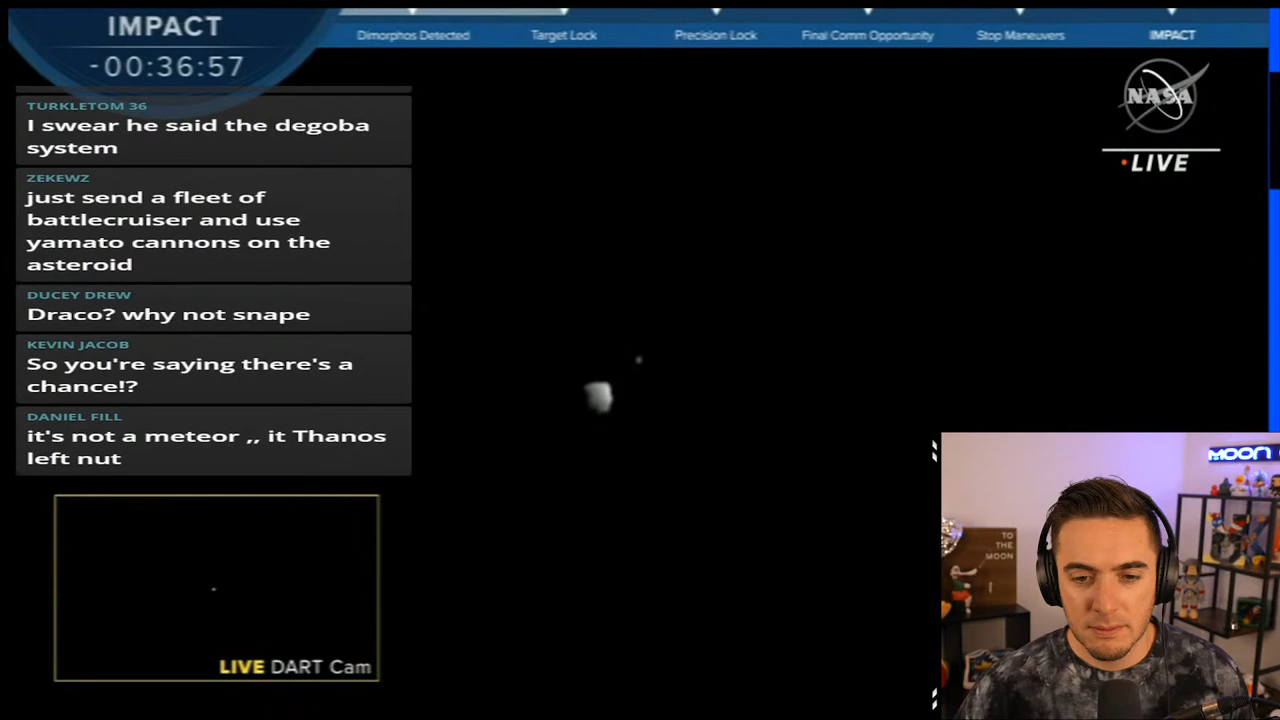 IMPACT
-00:36:57
Dimorphos Detected
Target Lock
Precision Lock
Final Comm Opportunity
Stop Maneuvers
IMPACT
NASA
LIVE
TURKLETOM 36
I swear he said the degoba
system
ZEKEWZ
just send a fleet of
battlecruiser and use
yamato cannons on the
asteroid
DUCEY DREW
Draco? why not snape
KEVIN JACOB
So you're saying there's a
chance!?
DANIEL FILL
it's not a meteor ,, it Thanos
left nut
LIVE DART Cam
MOON
TO
THE
MOON